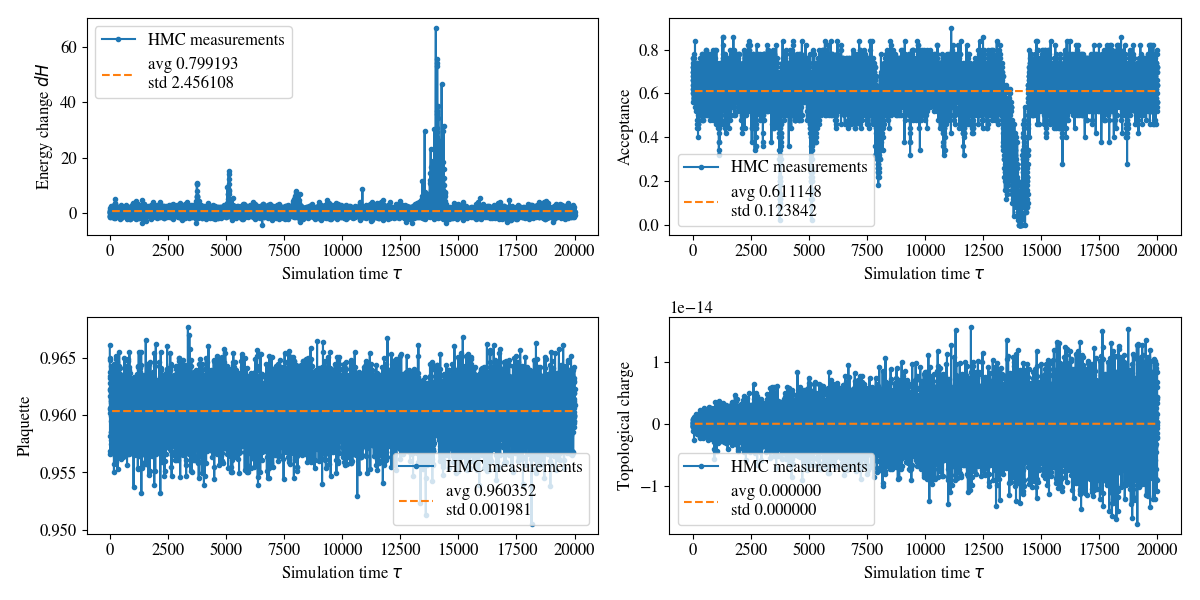 60
40
20
0
Energy change dH
HMC measurements
avg 0.799193
std 2.456108
0 2500 5000 7500 10000 12500 15000 17500 20000
Simulation time τ
0.8
0.6
0.4
0.2
0.0
Acceptance
HMC measurements
avg 0.611148
std 0.123842
0 2500 5000 7500 10000 12500 15000 17500 20000
Simulation time τ
0.965
0.960
0.955
0.950
Plaquette
HMC measurements
avg 0.960352
std 0.001981
0 2500 5000 7500 10000 12500 15000 17500 20000
Simulation time τ
1e−14
1
0
−1
Topological charge
HMC measurements
avg 0.000000
std 0.000000
0 2500 5000 7500 10000 12500 15000 17500 20000
Simulation time τ